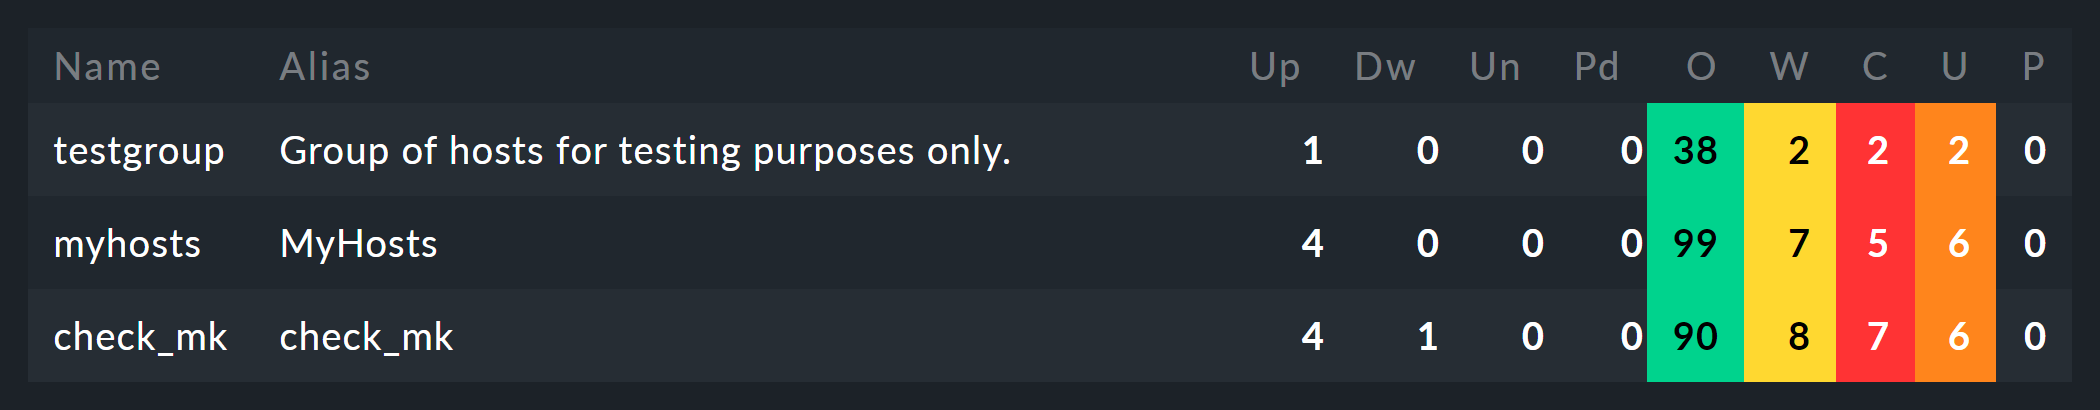 Name Alias Up Dw Un Pd O W C U P
testgroup Group of hosts for testing purposes only. 1 0 0 0 38 2 2 2 0
myhosts MyHosts 4 0 0 0 99 7 5 6 0
check_mk check_mk 4 1 0 0 90 8 7 6 0